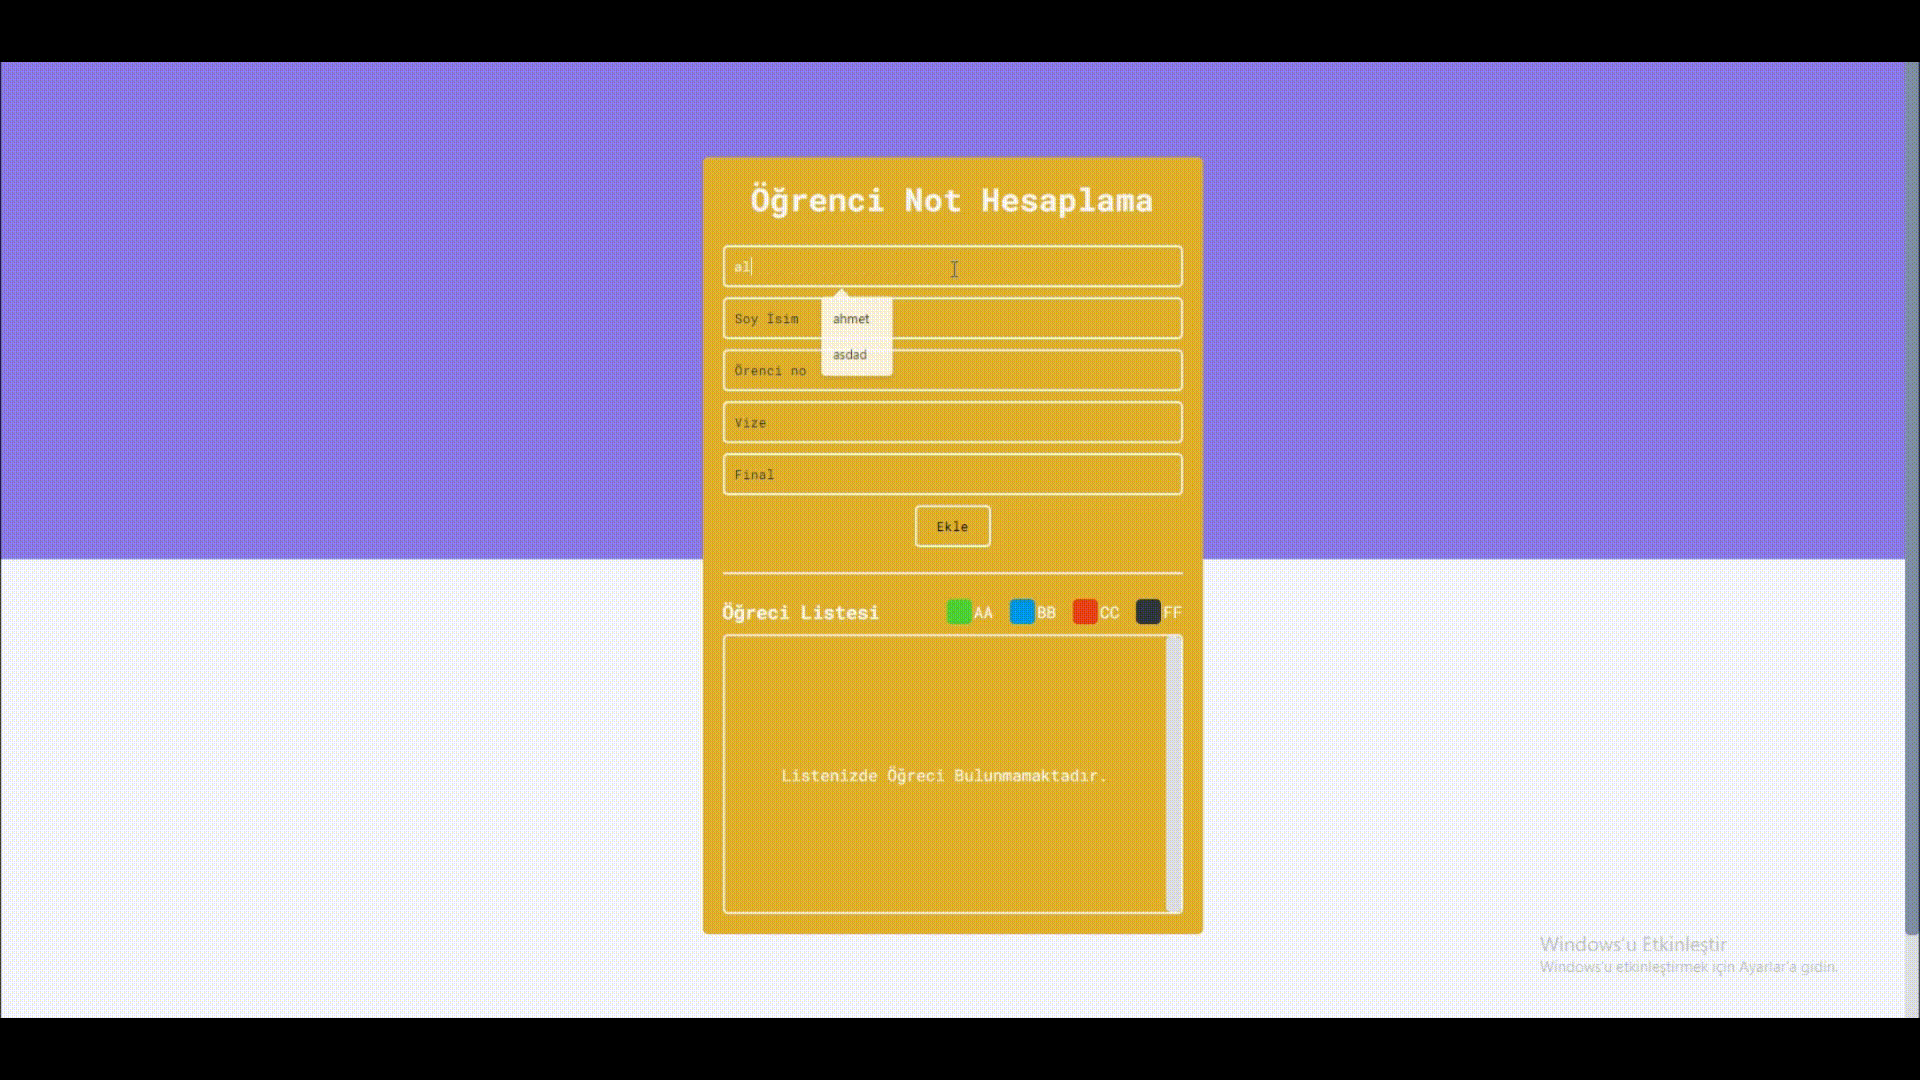 Öğrenci Not Hesaplama
al
ahmet
Soy İsim
asdad
Örenci no
Vize
Final
Ekle
Öğreci Listesi AA BB CC FF
Listenizde Öğreci Bulunmamaktadır.
Windows'u Etkinleştir
Windows'u etkinleştirmek için Ayarlar'a gidin.